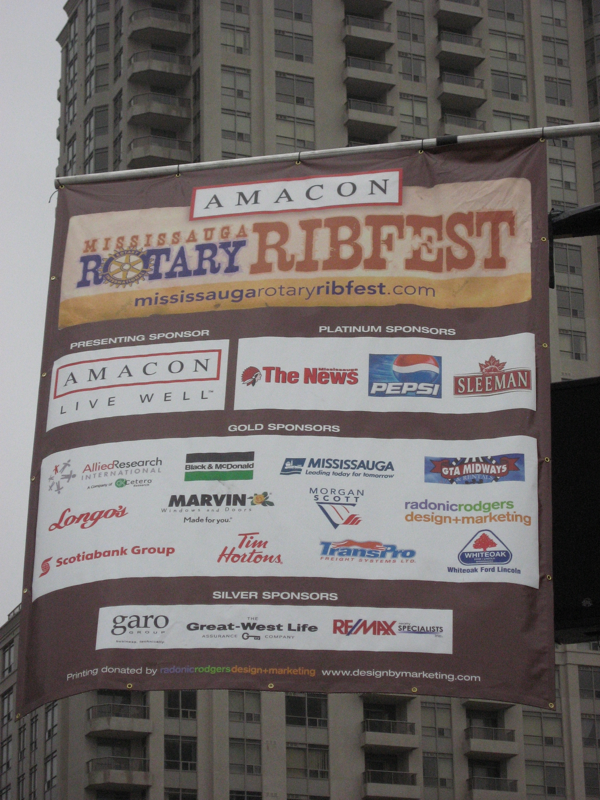 AMACON
MISSISSAUGA
ROTARY RIBFEST
mississaugarotaryribfest.com
PRESENTING SPONSOR
AMACON
LIVE WELL™
PLATINUM SPONSORS
The News PEPSI SLEEMAN
GOLD SPONSORS
AlliedResearch
INTERNATIONAL
Cetero
Black & McDonald
MISSISSAUGA
Leading today for tomorrow
GTA MIDWAYS
Longo's
MARVIN
Windows and Doors
Made for you.®
MORGAN
SCOTT
radonicrodgers
design+marketing
Scotiabank Group
Tim
Hortons
TransPro
FREIGHT SYSTEMS LTD.
WHITEOAK
Whiteoak Ford Lincoln
SILVER SPONSORS
garo
GROUP
THE
Great-West Life
ASSURANCE COMPANY
RE/MAX SPECIALISTS
Printing donated by radonicrodgersdesign+marketing www.designbymarketing.com